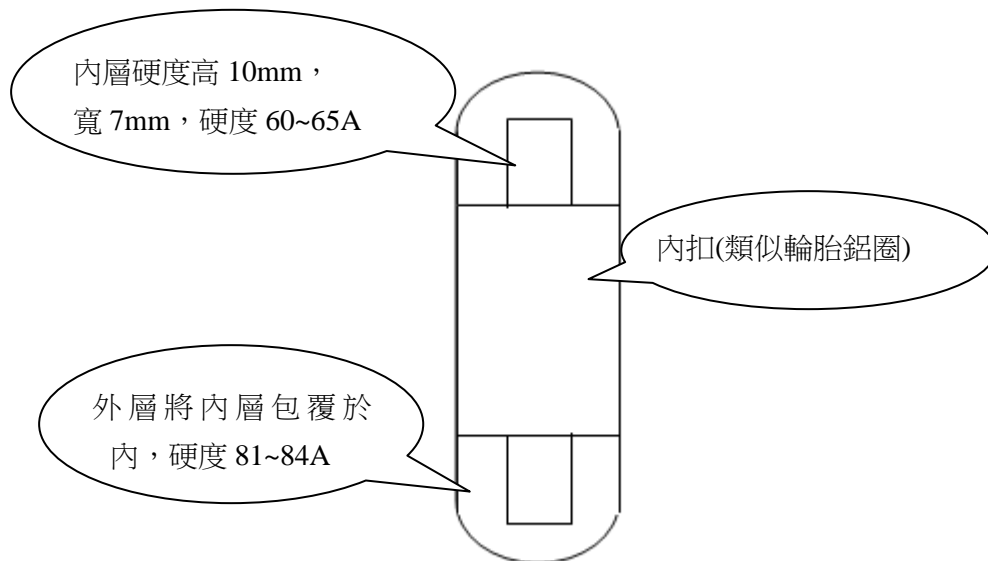 內層硬度高 10mm，
寬 7mm，硬度 60~65A
內扣(類似輪胎鋁圈)
外層將內層包覆於
內，硬度 81~84A